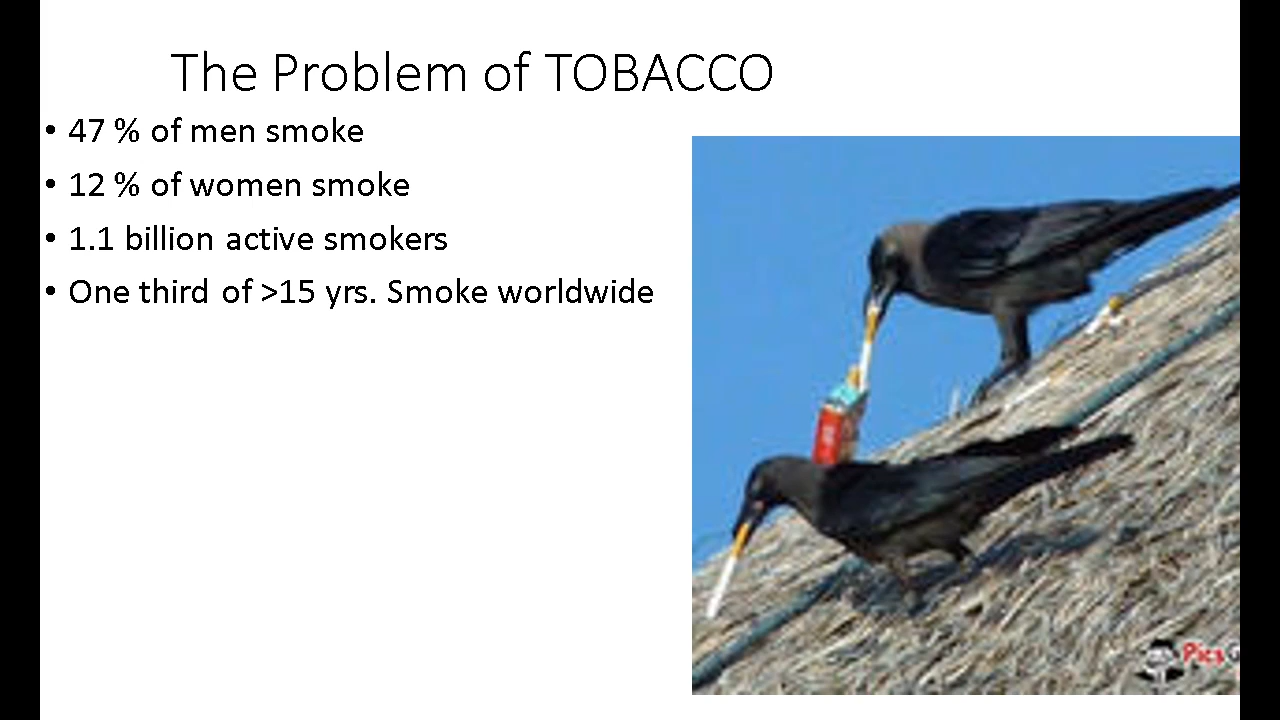 The Problem of TOBACCO
• 47 % of men smoke
• 12 % of women smoke
• 1.1 billion active smokers
• One third of >15 yrs. Smoke worldwide
Pics